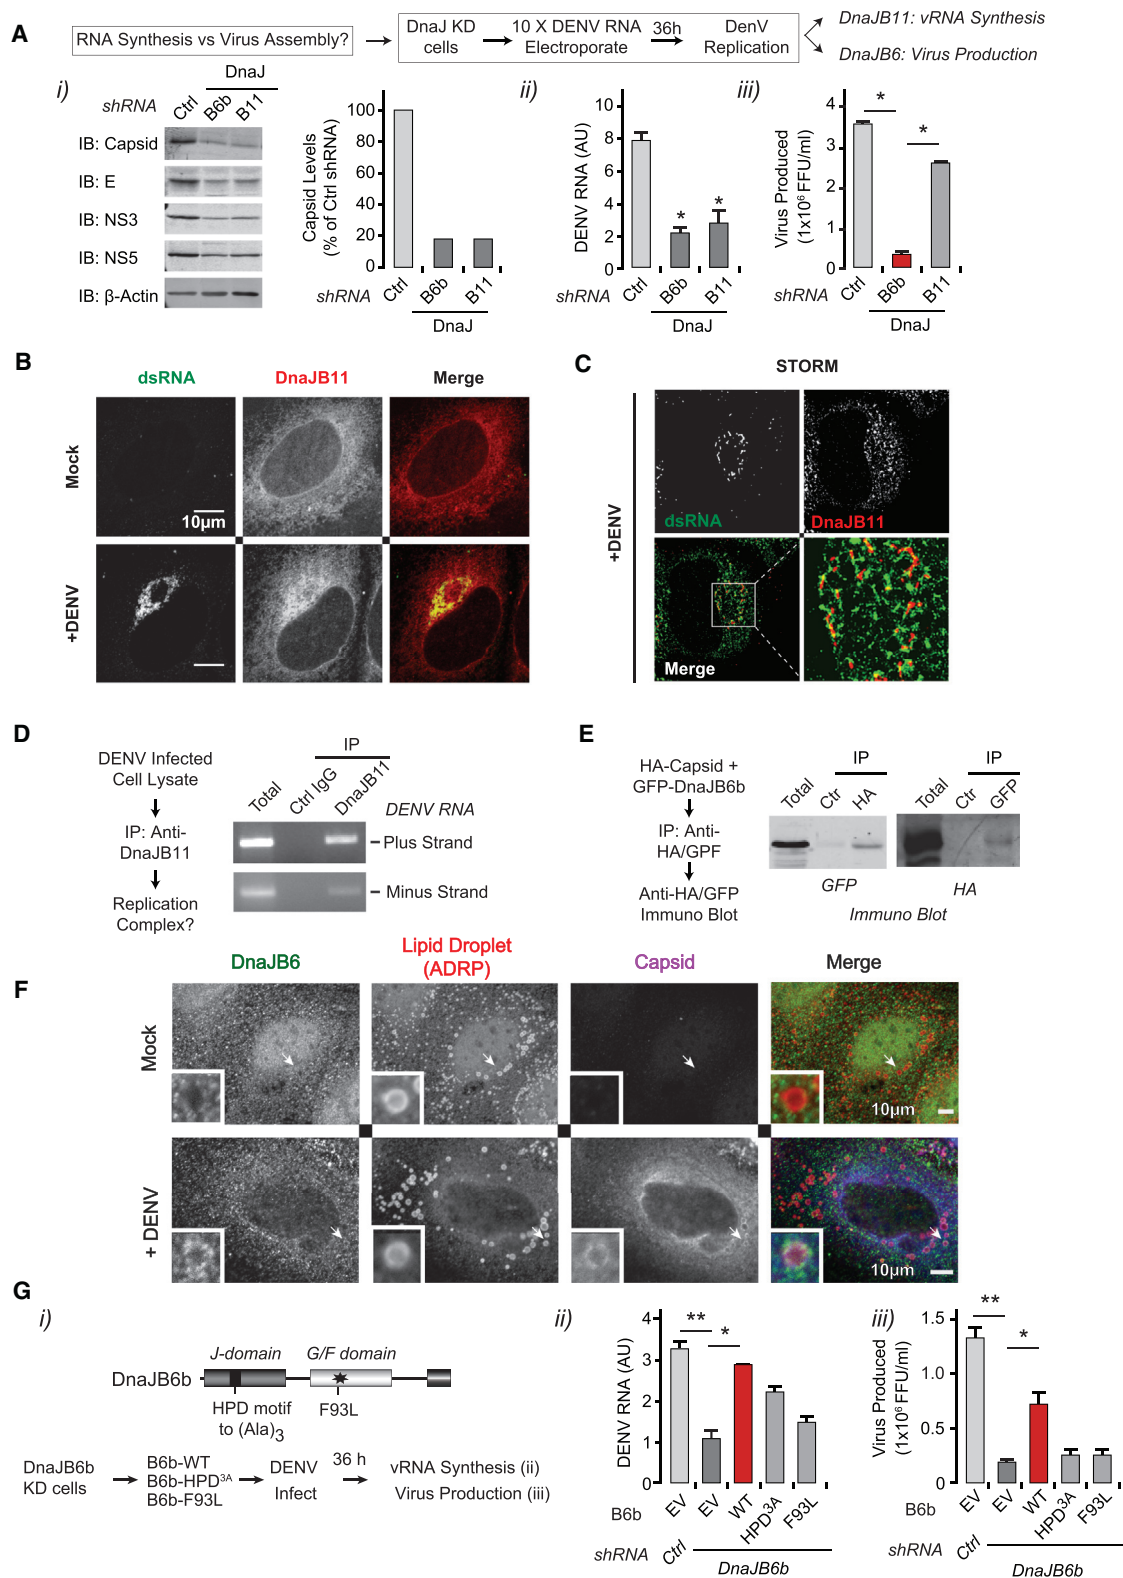 A
RNA Synthesis vs Virus Assembly?
DnaJ KD
cells
10 X DENV RNA
Electroporate
36h
DenV
Replication
DnaJB11: vRNA Synthesis
DnaJB6: Virus Production
i)
DnaJ
shRNA
Ctrl
B6b
B11
IB: Capsid
IB: E
IB: NS3
IB: NS5
IB: β-Actin
Capsid Levels
(% of Ctrl shRNA)
100
80
60
40
20
0
shRNA
Ctrl
B6b
B11
DnaJ
ii)
DENV RNA (AU)
10
8
6
4
2
0
*
*
shRNA
Ctrl
B6b
B11
DnaJ
iii)
Virus Produced
(1x10⁶ FFU/ml)
4
3
2
1
0
*
*
shRNA
Ctrl
B6b
B11
DnaJ
B
dsRNA
DnaJB11
Merge
Mock
10µm
+DENV
C
STORM
+DENV
dsRNA
DnaJB11
Merge
D
DENV Infected
Cell Lysate
IP: Anti-
DnaJB11
Replication
Complex?
IP
Total
Ctrl IgG
DnaJB11
DENV RNA
Plus Strand
Minus Strand
E
HA-Capsid +
GFP-DnaJB6b
IP: Anti-
HA/GPF
Anti-HA/GFP
Immuno Blot
IP
Total
Ctr
HA
GFP
IP
Total
Ctr
GFP
HA
Immuno Blot
F
DnaJB6
Lipid Droplet
(ADRP)
Capsid
Merge
Mock
10µm
+ DENV
10µm
G
i)
J-domain
G/F domain
DnaJB6b
HPD motif
to (Ala)₃
F93L
DnaJB6b
KD cells
B6b-WT
B6b-HPD³ᴬ
B6b-F93L
DENV
Infect
36 h
vRNA Synthesis (ii)
Virus Production (iii)
ii)
DENV RNA (AU)
4
3
2
1
0
**
*
B6b
EV
EV
WT
HPD³ᴬ
F93L
shRNA
Ctrl
DnaJB6b
iii)
Virus Produced
(1x10⁶ FFU/ml)
1.5
1.0
0.5
0
**
*
B6b
EV
EV
WT
HPD³ᴬ
F93L
shRNA
Ctrl
DnaJB6b